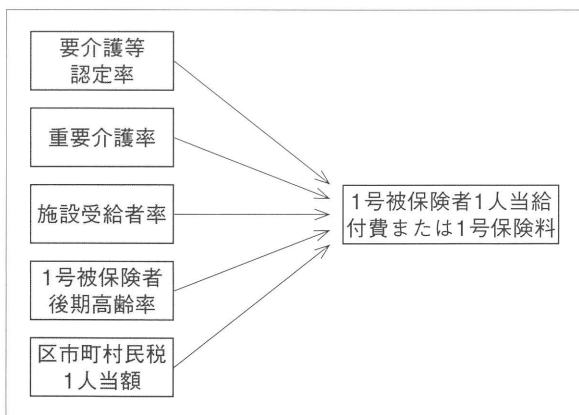 要介護等
認定率
重要介護率
施設受給者率
1号被保険者
後期高齢率
区市町村民税
1人当額
1号被保険者1人当給
付費または1号保険料